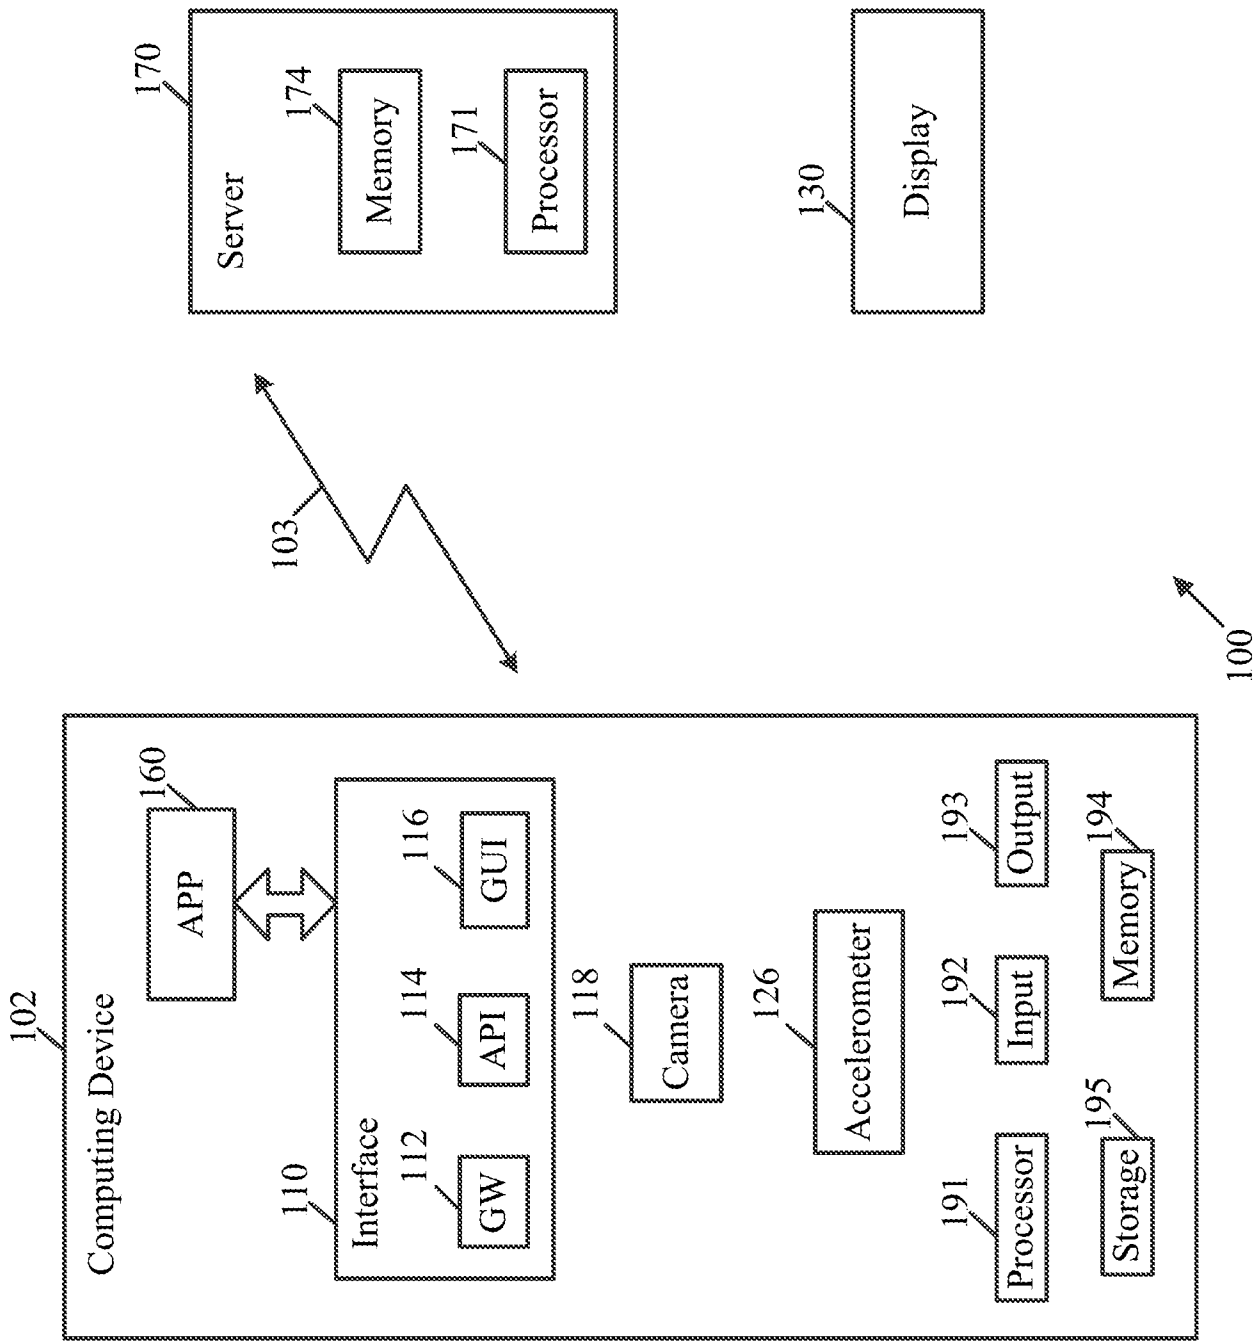 102
Computing Device
160
APP
110
Interface
112
GW
114
API
116
GUI
118
Camera
126
Accelerometer
191
Processor
192
Input
193
Output
195
Storage
194
Memory
103
170
Server
174
Memory
171
Processor
130
Display
100